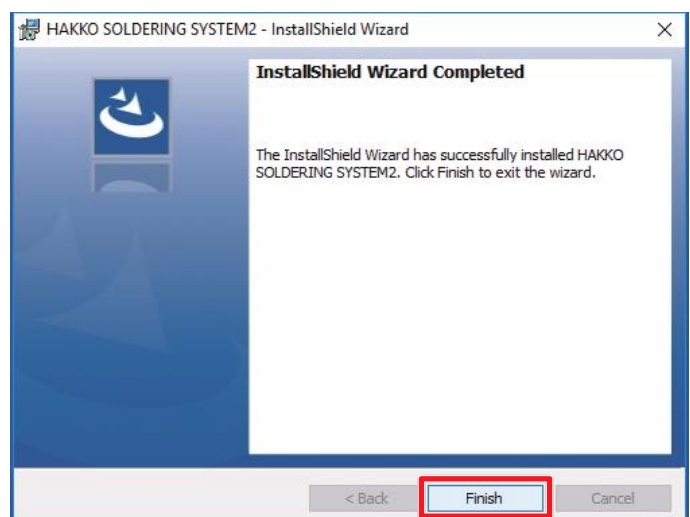 HAKKO SOLDERING SYSTEM2 - InstallShield Wizard
InstallShield Wizard Completed
The InstallShield Wizard has successfully installed HAKKO
SOLDERING SYSTEM2. Click Finish to exit the wizard.
< Back Finish Cancel